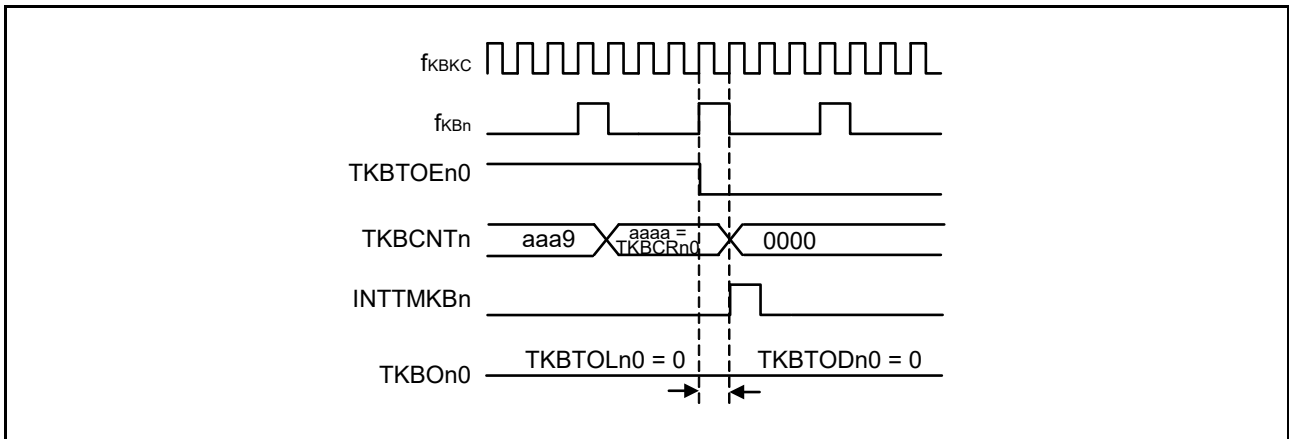 fKBKC
fKBn
TKBTOEn0
TKBCNTn
aaa9
aaaa =
TKBCRn0
0000
INTTMKBn
TKBTOLn0 = 0
TKBTODn0 = 0
TKBOn0